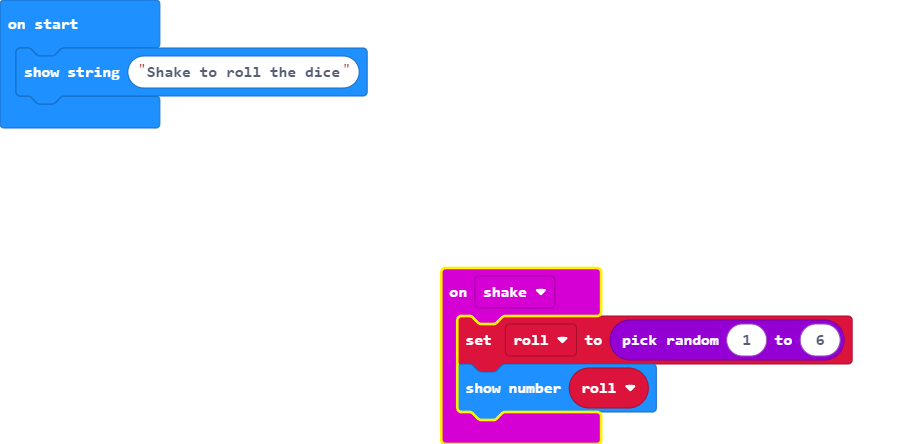 on start
show string "Shake to roll the dice"
on shake
set roll to pick random 1 to 6
show number roll